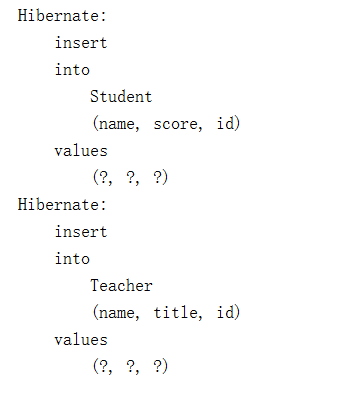 Hibernate:
    insert
    into
        Student
        (name, score, id)
    values
        (?, ?, ?)
Hibernate:
    insert
    into
        Teacher
        (name, title, id)
    values
        (?, ?, ?)